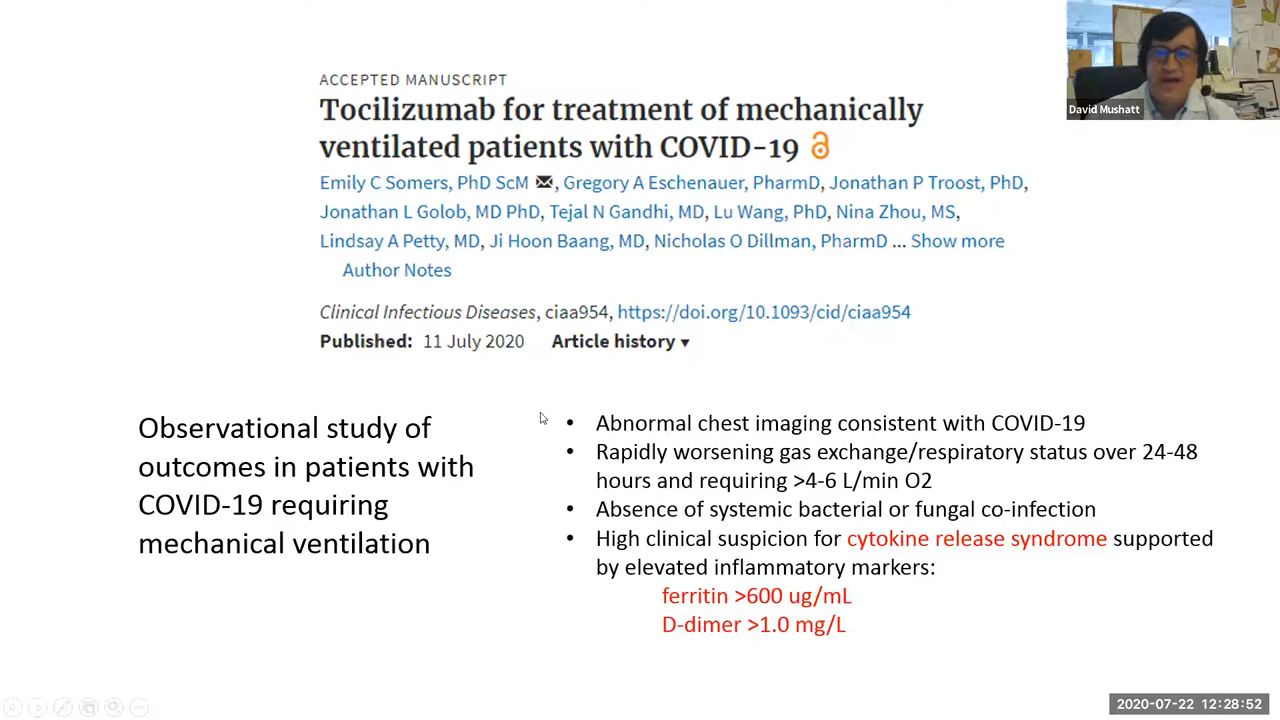 ACCEPTED MANUSCRIPT
Tocilizumab for treatment of mechanically
ventilated patients with COVID-19
Emily C Somers, PhD ScM, Gregory A Eschenauer, PharmD, Jonathan P Troost, PhD,
Jonathan L Golob, MD PhD, Tejal N Gandhi, MD, Lu Wang, PhD, Nina Zhou, MS,
Lindsay A Petty, MD, Ji Hoon Baang, MD, Nicholas O Dillman, PharmD ... Show more
Author Notes
Clinical Infectious Diseases, ciaa954, https://doi.org/10.1093/cid/ciaa954
Published: 11 July 2020 Article history ▾
Observational study of
outcomes in patients with
COVID-19 requiring
mechanical ventilation
• Abnormal chest imaging consistent with COVID-19
• Rapidly worsening gas exchange/respiratory status over 24-48
hours and requiring >4-6 L/min O2
• Absence of systemic bacterial or fungal co-infection
• High clinical suspicion for cytokine release syndrome supported
by elevated inflammatory markers:
ferritin >600 ug/mL
D-dimer >1.0 mg/L
David Mushatt
2020-07-22 12:28:52